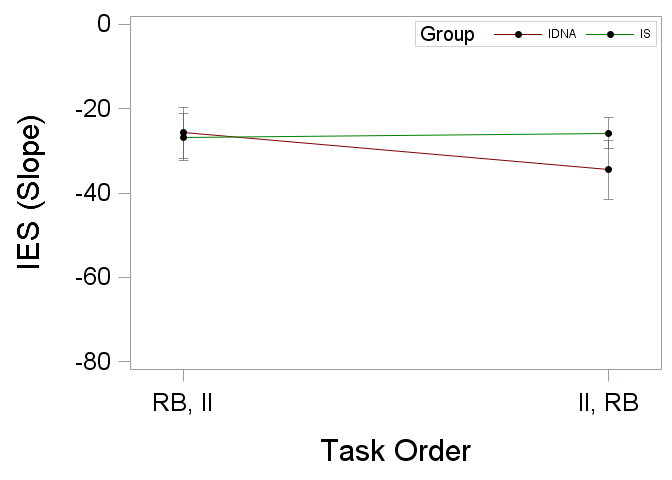 Group IDNA IS
IES (Slope)
0
-20
-40
-60
-80
RB, II II, RB
Task Order